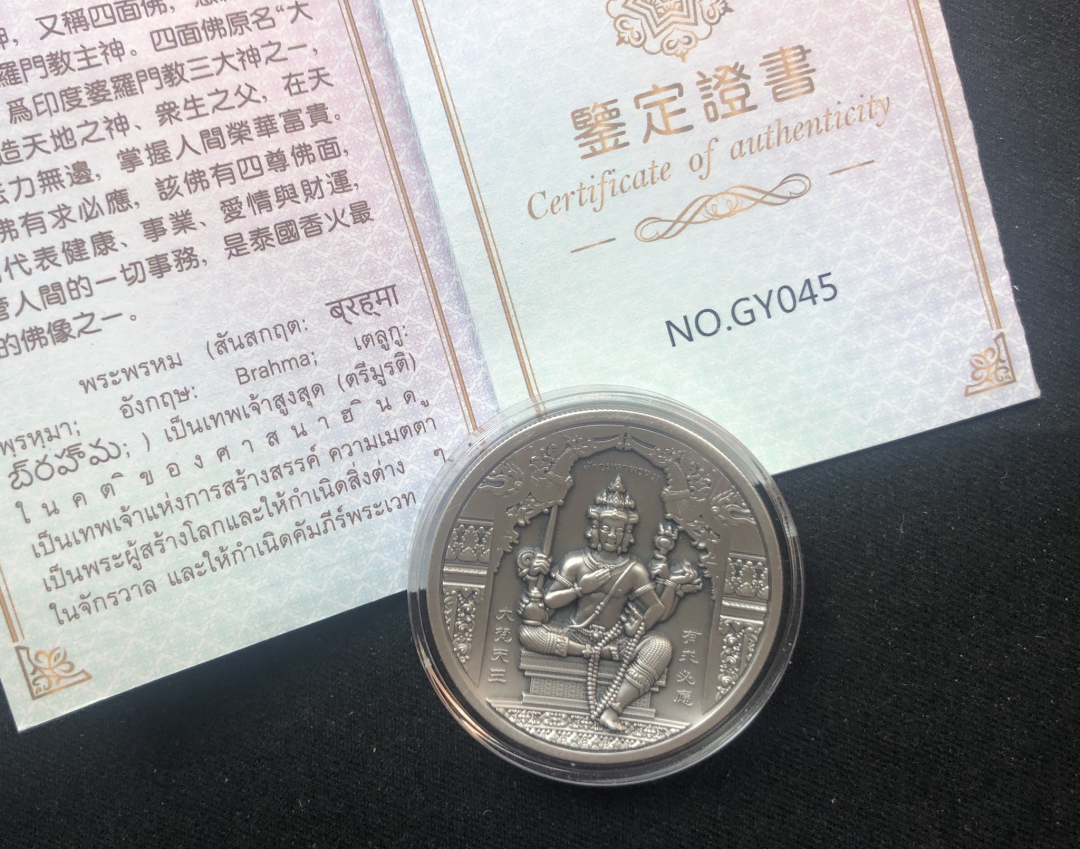 神，又稱四面佛，
羅門教主神。四面佛原名“大
爲印度婆羅門教三大神之一，
造天地之神、衆生之父，在天
法力無邊，掌握人間榮華富貴。
佛有求必應，該佛有四尊佛面，
代表健康、事業、愛情與財運，
管人間的一切事務，是泰國香火最
的佛像之一。
พระพรหม (สันสกฤต: ब्रह्मा
อังกฤษ: Brahma; เตลูกู:
) เป็นเทพเจ้าสูงสุด (ตรีมูรติ)
ในคติของศาสนาฮินดู
เป็นเทพเจ้าแห่งการสร้างสรรค์ ความเมตตา
เป็นพระผู้สร้างโลกและให้กำเนิดสิ่งต่าง ๆ
ในจักรวาล และให้กำเนิดคัมภีร์พระเวท
鑒定證書
Certificate of authenticity
NO.GY045
大梵天王
有求必應